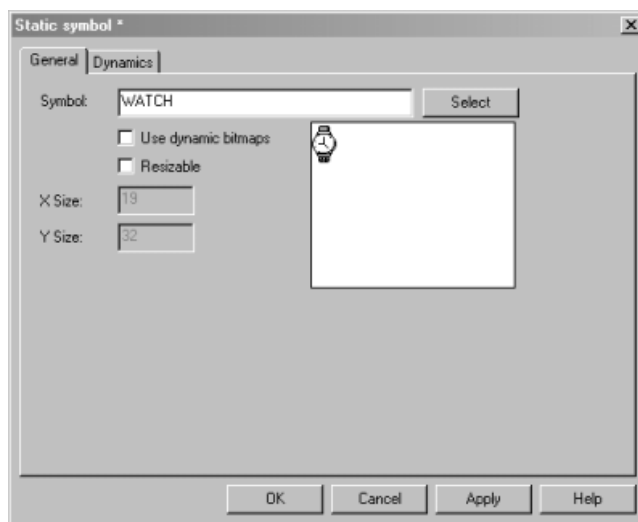 Static symbol *
General Dynamics
Symbol: WATCH Select
Use dynamic bitmaps
Resizable
X Size: 19
Y Size: 32
OK Cancel Apply Help